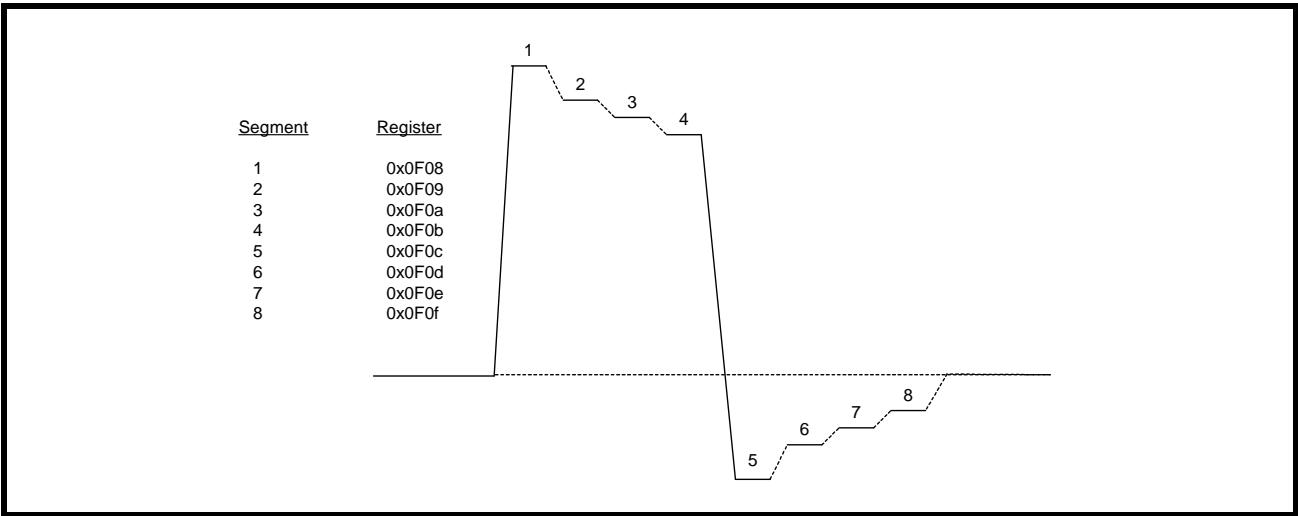 Segment Register
1 0x0F08
2 0x0F09
3 0x0F0a
4 0x0F0b
5 0x0F0c
6 0x0F0d
7 0x0F0e
8 0x0F0f
1
2
3
4
5
6
7
8